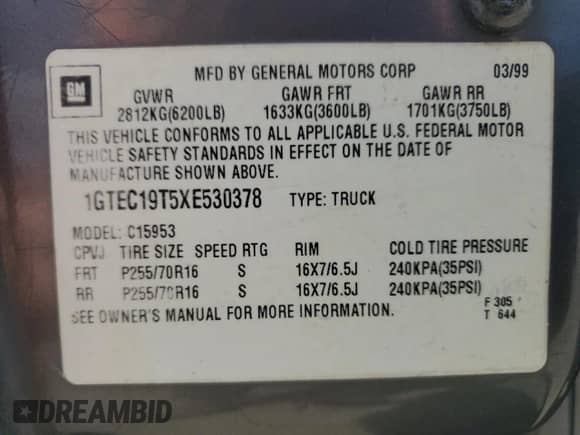 GM
MFD BY GENERAL MOTORS CORP 03/99
GVWR GAWR FRT GAWR RR
2812KG(6200LB) 1633KG(3600LB) 1701KG(3750LB)
THIS VEHICLE CONFORMS TO ALL APPLICABLE U.S. FEDERAL MOTOR
VEHICLE SAFETY STANDARDS IN EFFECT ON THE DATE OF
MANUFACTURE SHOWN ABOVE.
1GTEC19T5XE530378 TYPE: TRUCK
MODEL: C15953
CPVJ TIRE SIZE SPEED RTG RIM COLD TIRE PRESSURE
FRT P255/70R16 S 16X7/6.5J 240KPA(35PSI)
RR P255/70R16 S 16X7/6.5J 240KPA(35PSI)
SEE OWNER'S MANUAL FOR MORE INFORMATION.
F 305
T 644
DREAMBID